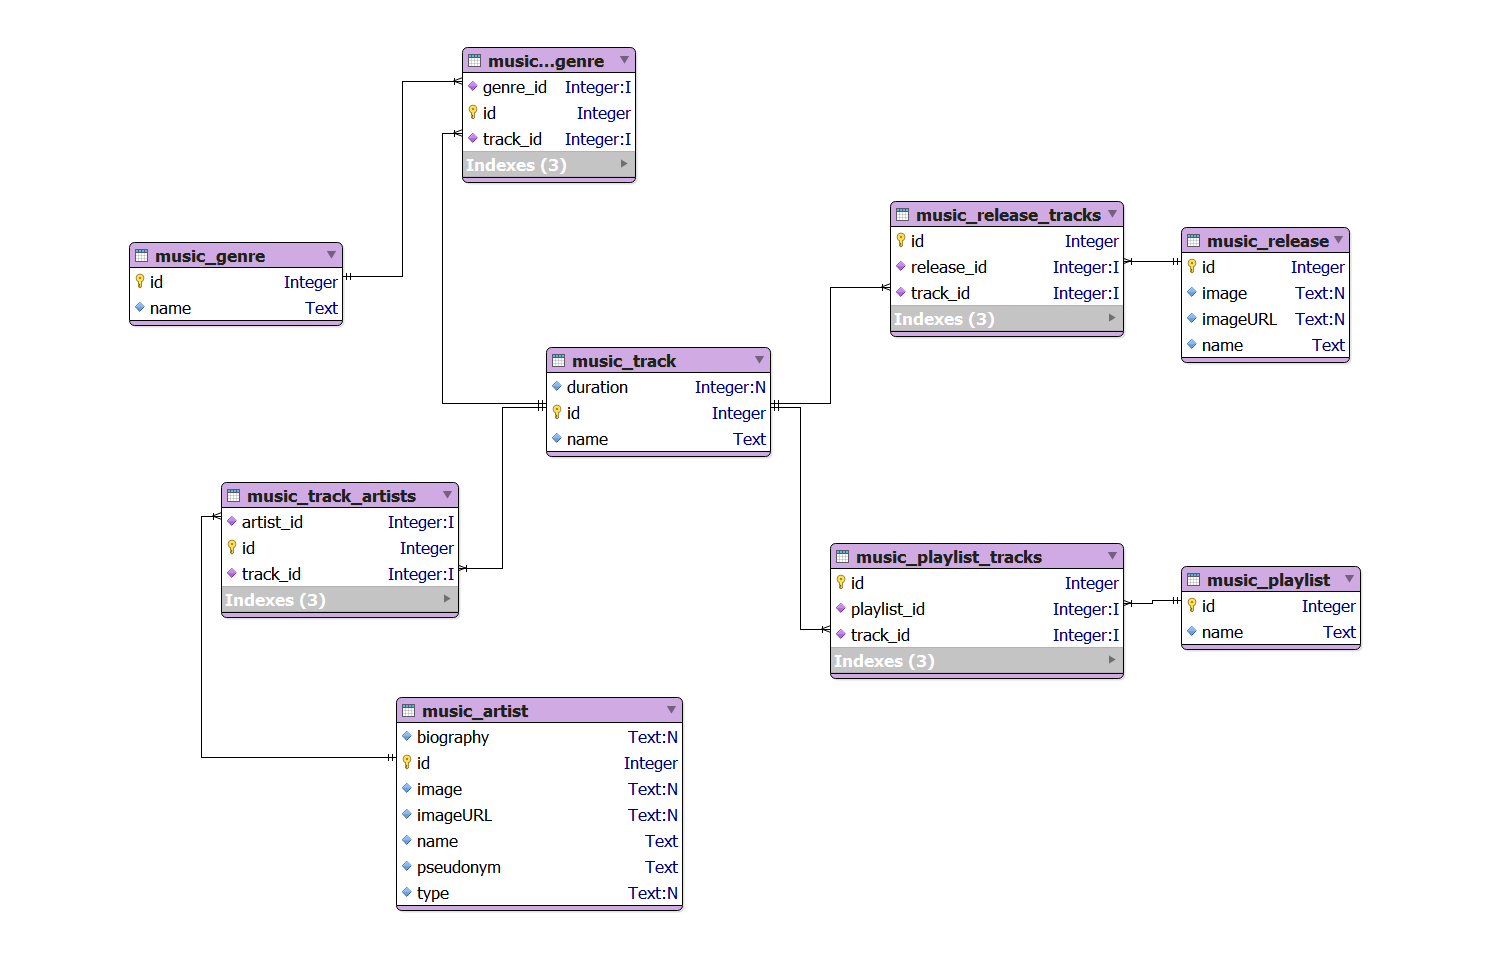 music...genre
genre_id Integer:I
id Integer
track_id Integer:I
Indexes (3)
music_genre
id Integer
name Text
music_release_tracks
id Integer
release_id Integer:I
track_id Integer:I
Indexes (3)
music_release
id Integer
image Text:N
imageURL Text:N
name Text
music_track
duration Integer:N
id Integer
name Text
music_track_artists
artist_id Integer:I
id Integer
track_id Integer:I
Indexes (3)
music_playlist_tracks
id Integer
playlist_id Integer:I
track_id Integer:I
Indexes (3)
music_playlist
id Integer
name Text
music_artist
biography Text:N
id Integer
image Text:N
imageURL Text:N
name Text
pseudonym Text
type Text:N